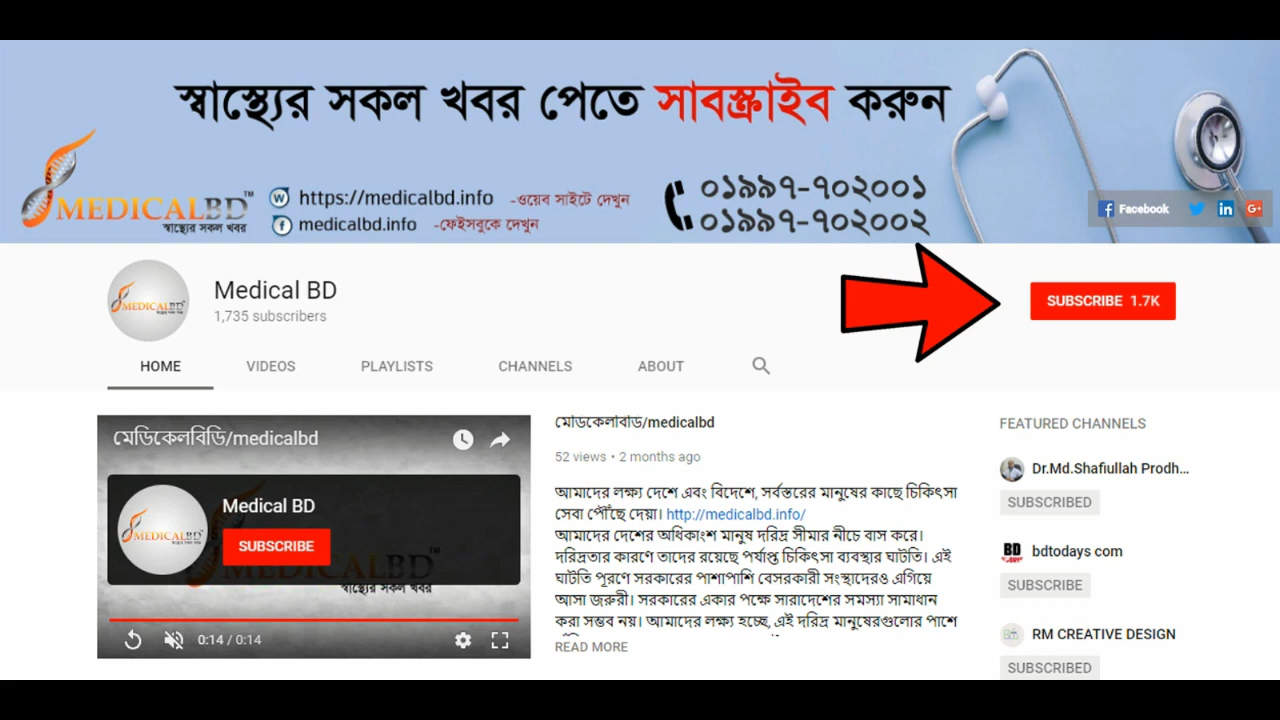 স্বাস্থ্যের সকল খবর পেতে সাবস্ক্রাইব করুন
MEDICALBD™
স্বাস্থ্যের সকল খবর
https://medicalbd.info -ওয়েব সাইটে দেখুন
medicalbd.info -ফেইসবুকে দেখুন
০১৯৯৭-৭০২০০১
০১৯৯৭-৭০২০০২
Facebook
Medical BD
1,735 subscribers
SUBSCRIBE 1.7K
MEDICALBD
HOME VIDEOS PLAYLISTS CHANNELS ABOUT
মেডিকেলবিডি/medicalbd
Medical BD
SUBSCRIBE
MEDICALBD
স্বাস্থ্যের সকল খবর
0:14 / 0:14
মেডিকেলবিডি/medicalbd
52 views • 2 months ago
আমাদের লক্ষ্য দেশে এবং বিদেশে, সর্বস্তরের মানুষের কাছে চিকিৎসা
সেবা পৌঁছে দেয়া। http://medicalbd.info/
আমাদের দেশের অধিকাংশ মানুষ দরিদ্র সীমার নীচে বাস করে।
দরিদ্রতার কারণে তাদের রয়েছে পর্যাপ্ত চিকিৎসা ব্যবস্থার ঘাটতি। এই
ঘাটতি পূরণে সরকারের পাশাপাশি বেসরকারী সংস্থাদেরও এগিয়ে
আসা জরুরী। সরকারের একার পক্ষে সারাদেশের সমস্যা সামাধান
করা সম্ভব নয়। আমাদের লক্ষ্য হচ্ছে, এই দরিদ্র মানুষেরগুলোর পাশে
READ MORE
FEATURED CHANNELS
Dr.Md.Shafiullah Prodh...
SUBSCRIBED
bdtodays com
SUBSCRIBE
RM CREATIVE DESIGN
SUBSCRIBED